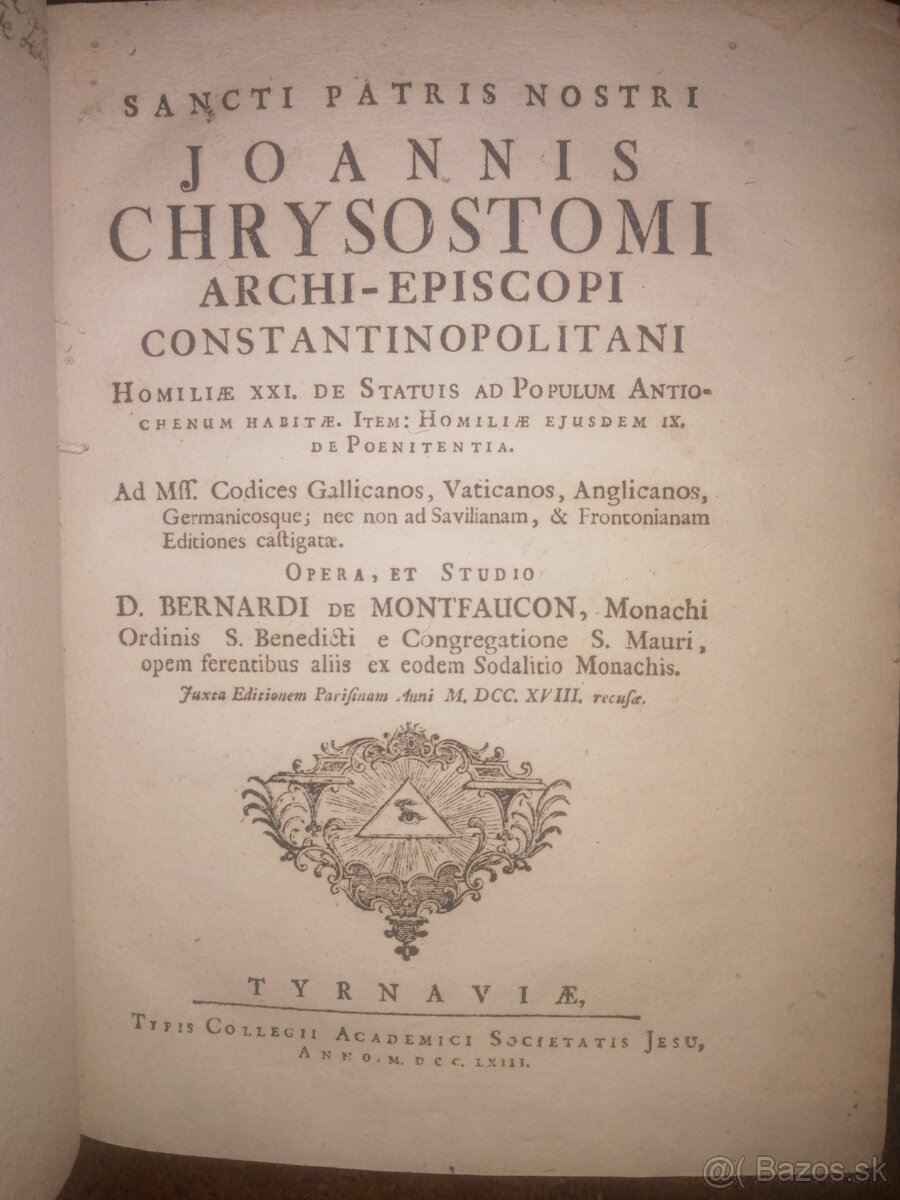 SANCTI PATRIS NOSTRI
JOANNIS
CHRYSOSTOMI
ARCHI-EPISCOPI
CONSTANTINOPOLITANI
HOMILIÆ XXI. DE STATUIS AD POPULUM ANTIO-
CHENUM HABITÆ. ITEM: HOMILIÆ EJUSDEM IX.
DE POENITENTIA.
Ad Mſſ. Codices Gallicanos, Vaticanos, Anglicanos,
Germanicosque; nec non ad Savilianam, & Frontonianam
Editiones caſtigatæ.
OPERA, ET STUDIO
D. BERNARDI DE MONTFAUCON, Monachi
Ordinis S. Benedicti e Congregatione S. Mauri,
opem ferentibus aliis ex eodem Sodalitio Monachis.
Juxta Editionem Pariſinam Anni M. DCC. XVIII. recuſæ.
TYRNAVIÆ,
TYPIS COLLEGII ACADEMICI SOCIETATIS JESU,
ANNO. M. DCC. LXIII.
@( Bazos.sk